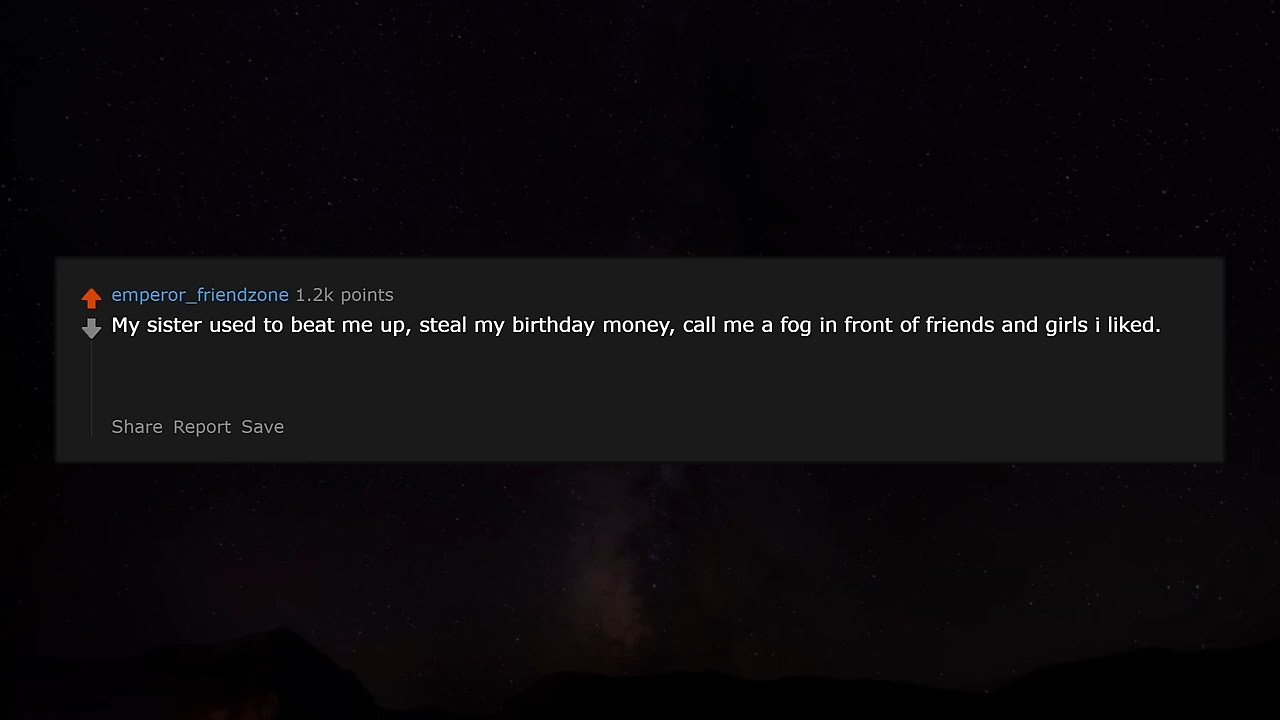 emperor_friendzone 1.2k points
My sister used to beat me up, steal my birthday money, call me a fog in front of friends and girls i liked.
Share Report Save